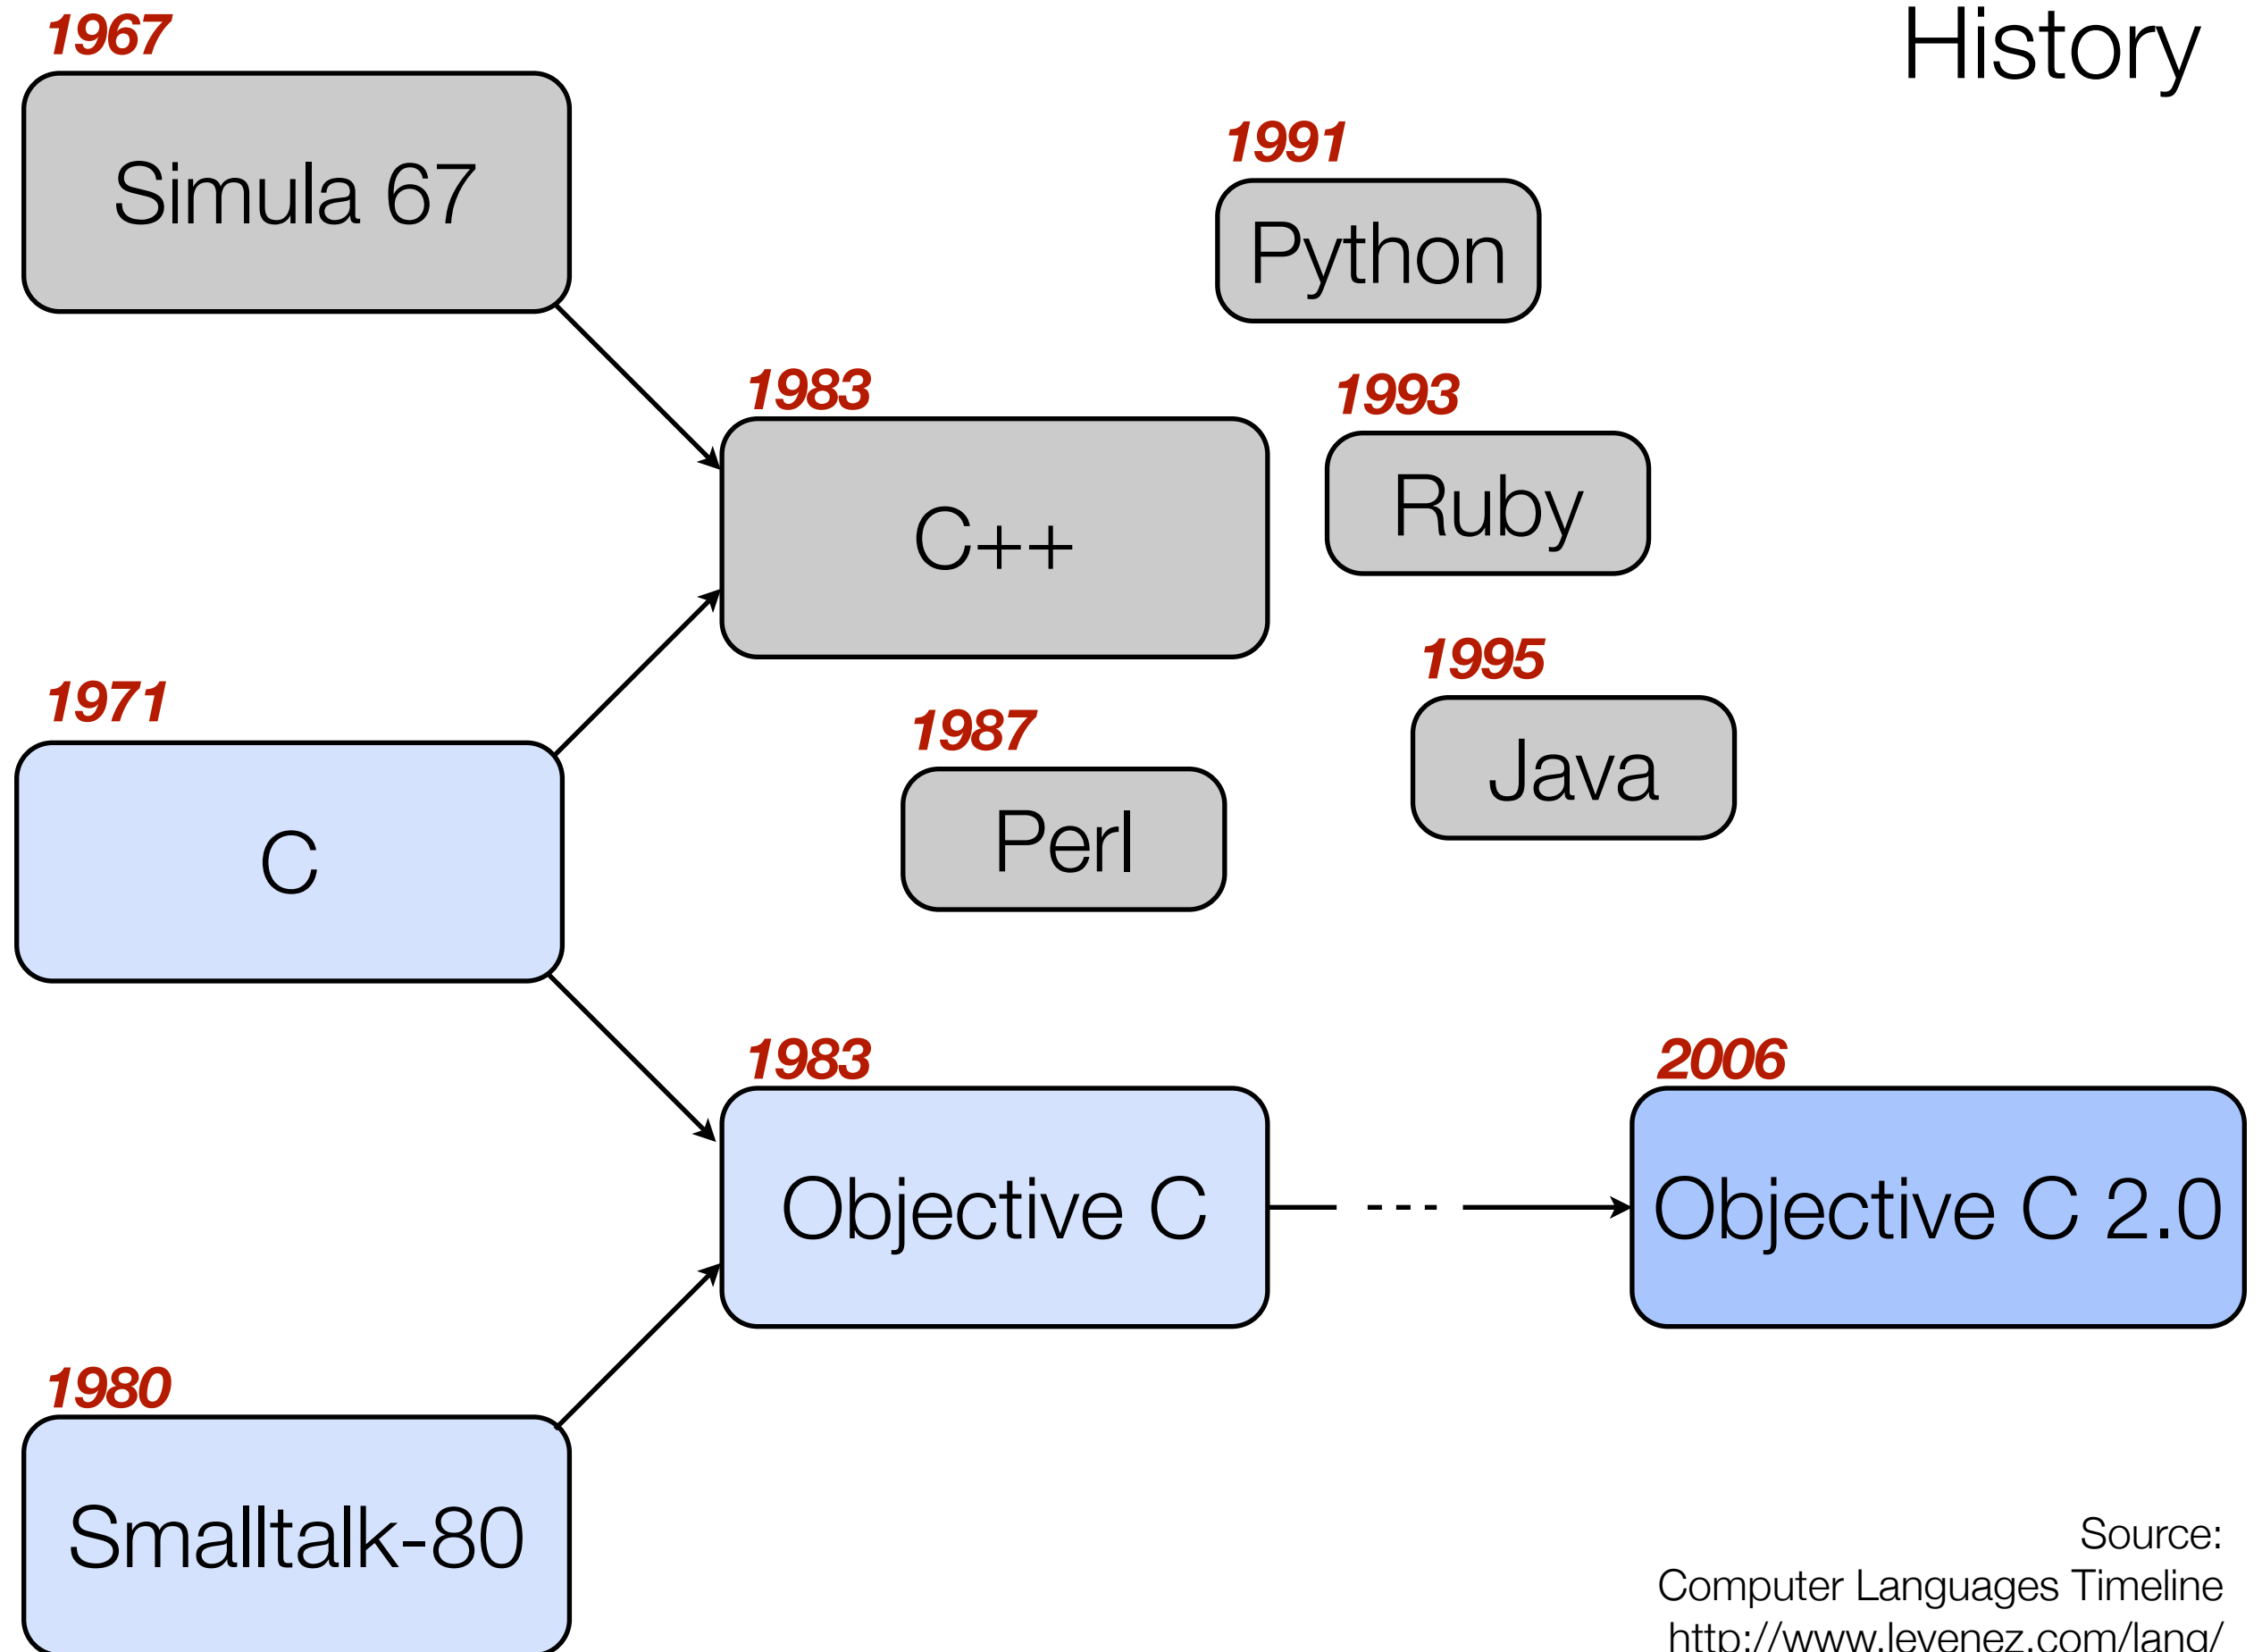 History
1967
Simula 67
1991
Python
1983
C++
1993
Ruby
1971
C
1987
Perl
1995
Java
1983
Objective C
2006
Objective C 2.0
1980
Smalltalk-80
Source:
Computer Languages Timeline
http://www.levenez.com/lang/